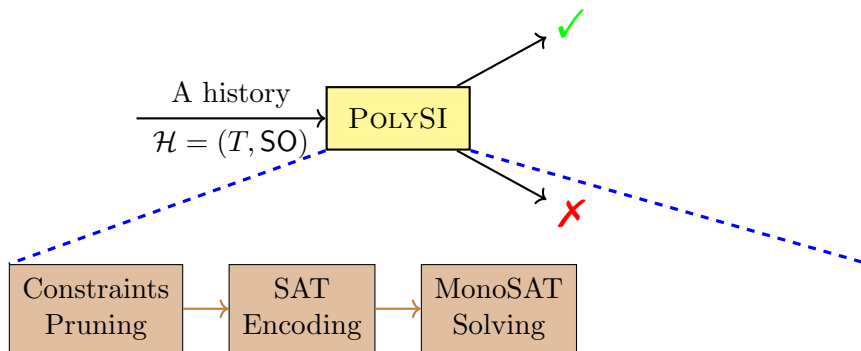 A history
H = (T, SO)
POLYSI
✓
✗
Constraints
Pruning
SAT
Encoding
MonoSAT
Solving